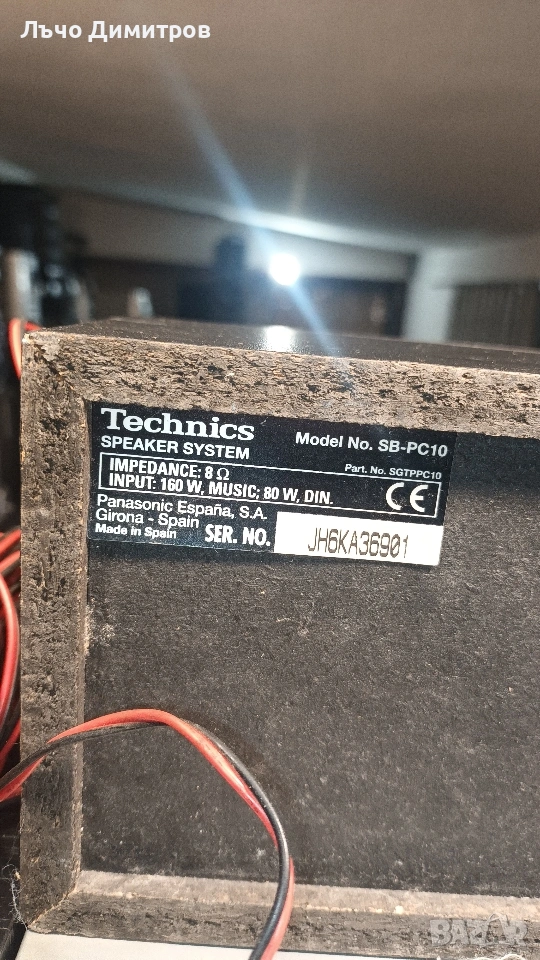 Лъчо Димитров
Technics
SPEAKER SYSTEM
Model No. SB-PC10
Part. No. SGTPPC10
IMPEDANCE; 8 Ω
INPUT: 160 W, MUSIC; 80 W, DIN.
CE
Panasonic España, S.A.
Girona - Spain
Made in Spain
SER. NO.
JH6KA36901
BAZAR